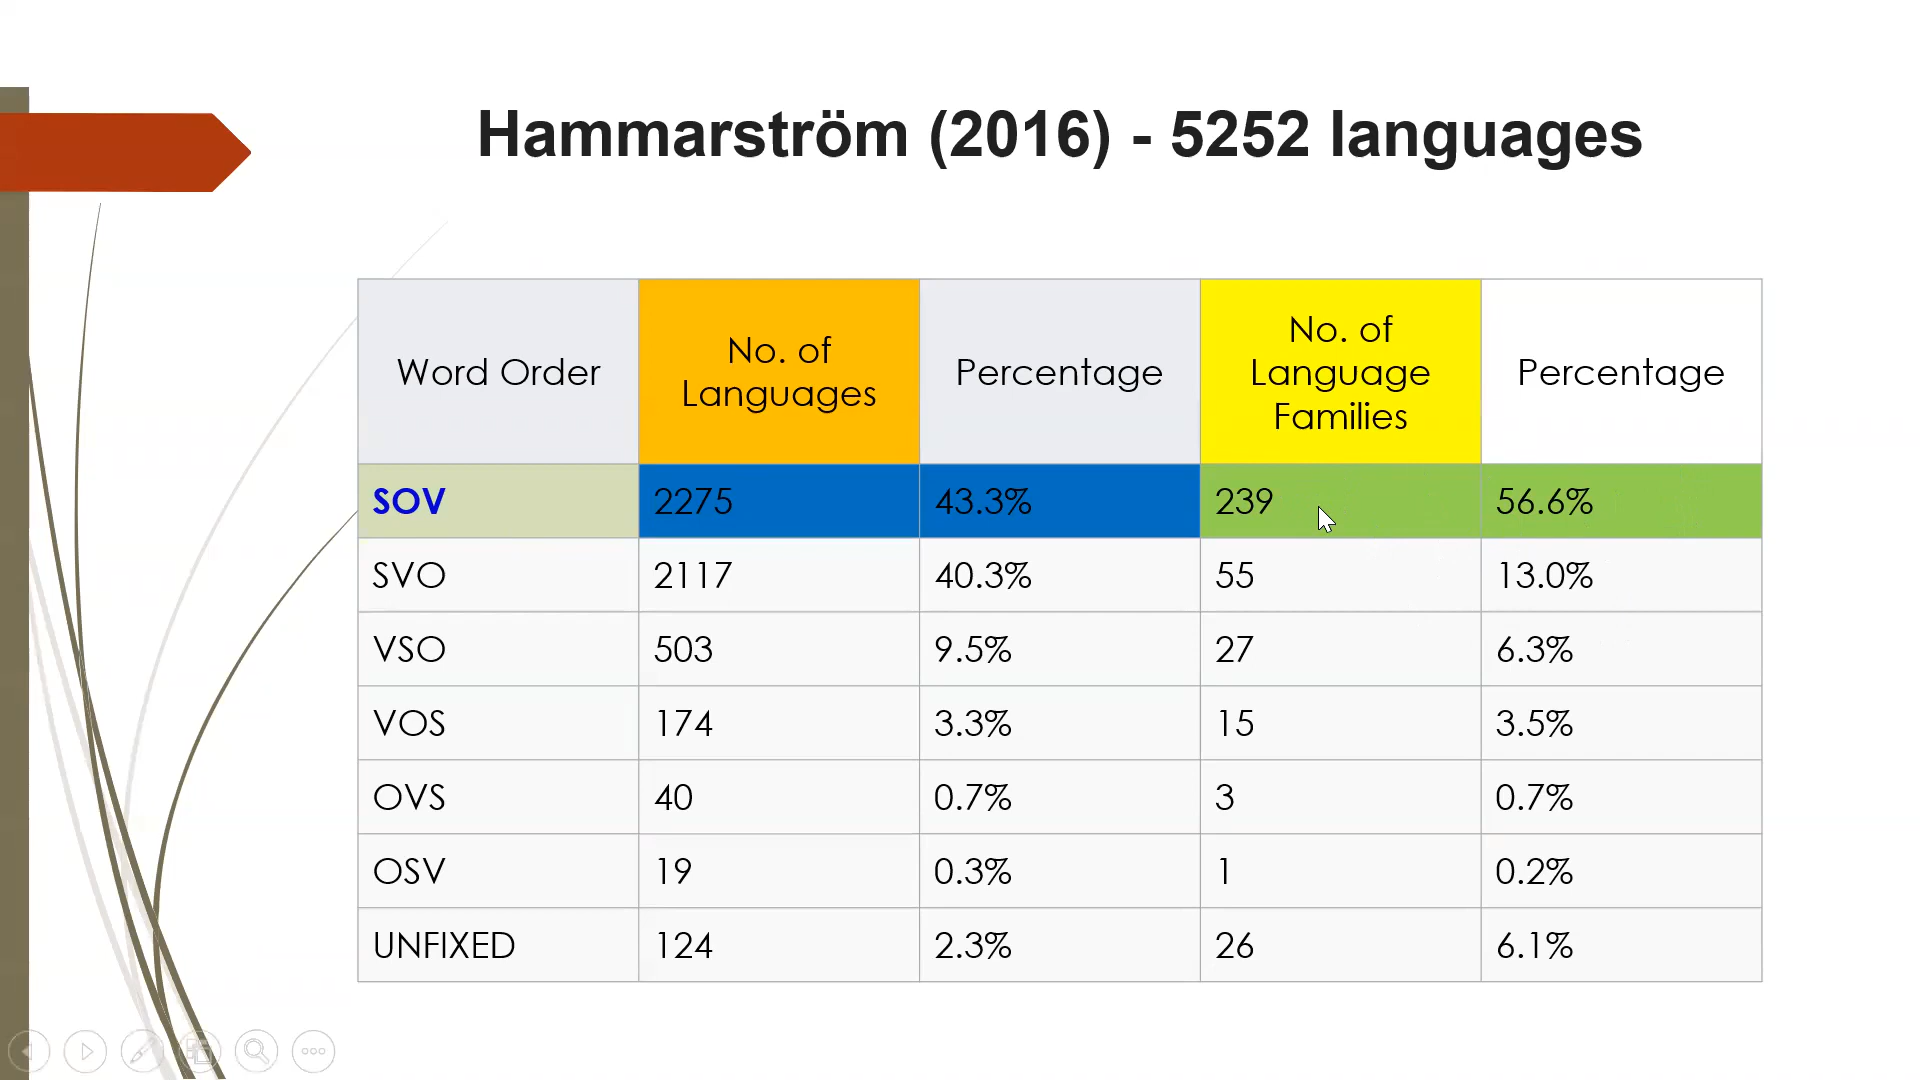 Hammarström (2016) - 5252 languages
Word Order
No. of
Languages
Percentage
No. of
Language
Families
Percentage
SOV 2275 43.3% 239 56.6%
SVO 2117 40.3% 55 13.0%
VSO 503 9.5% 27 6.3%
VOS 174 3.3% 15 3.5%
OVS 40 0.7% 3 0.7%
OSV 19 0.3% 1 0.2%
UNFIXED 124 2.3% 26 6.1%